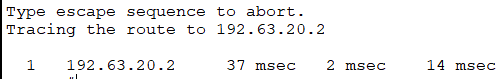 Type escape sequence to abort.
Tracing the route to 192.63.20.2
1 192.63.20.2 37 msec 2 msec 14 msec